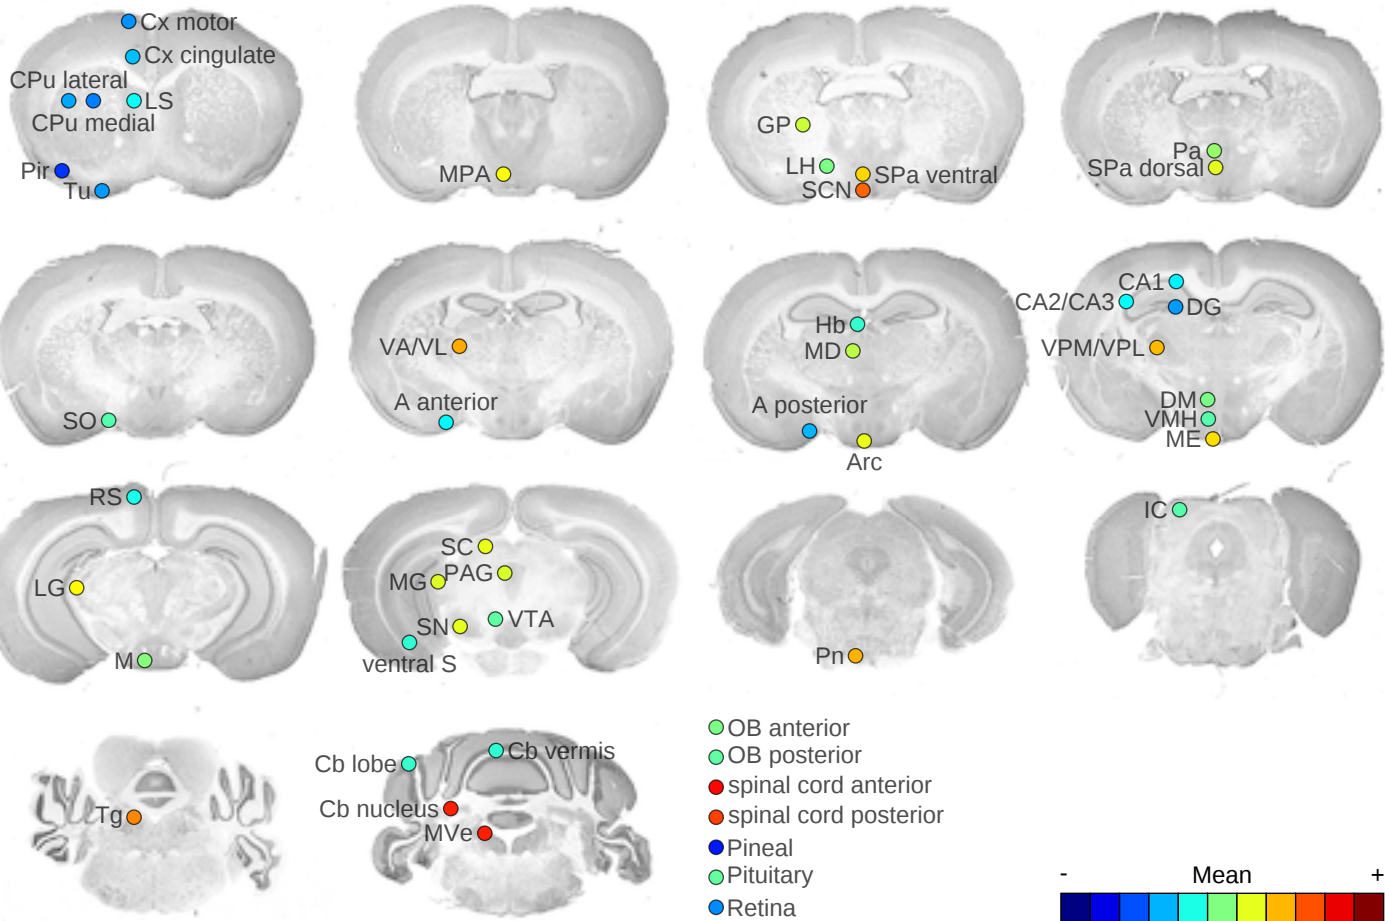 Cx motor
Cx cingulate
CPu lateral
LS
CPu medial
Pir
Tu
MPA
GP
LH
SPa ventral
SCN
Pa
SPa dorsal
SO
VA/VL
A anterior
Hb
MD
A posterior
Arc
CA1
CA2/CA3
DG
VPM/VPL
DM
VMH
ME
RS
LG
M
SC
MG
PAG
SN
VTA
ventral S
Pn
IC
Tg
Cb lobe
Cb vermis
Cb nucleus
MVe
OB anterior
OB posterior
spinal cord anterior
spinal cord posterior
Pineal
Pituitary
Retina
- Mean +